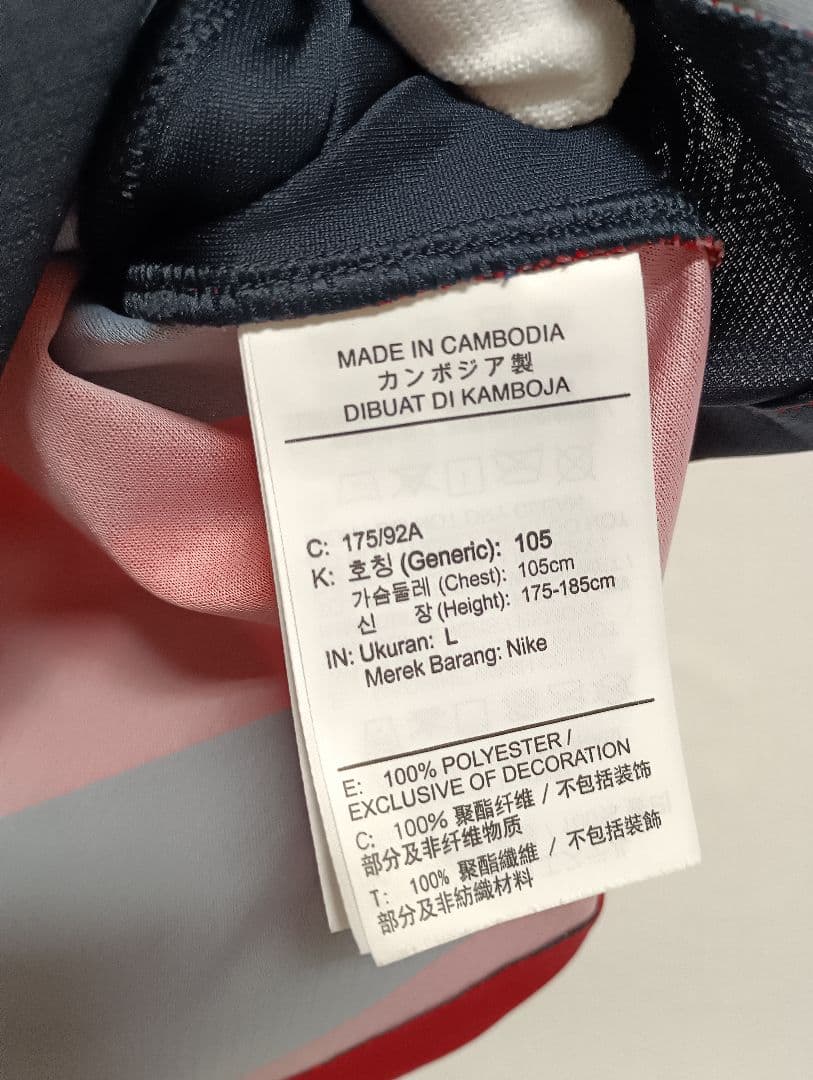 MADE IN CAMBODIA
カンボジア製
DIBUAT DI KAMBOJA
C: 175/92A
K: 호칭 (Generic): 105
가슴둘레 (Chest): 105cm
신 장 (Height): 175-185cm
IN: Ukuran: L
Merek Barang: Nike
E: 100% POLYESTER /
EXCLUSIVE OF DECORATION
C: 100% 聚酯纤维 / 不包括装饰
部分及非纤维物质
T: 100% 聚酯纖維 / 不包括裝飾
部分及非紡織材料